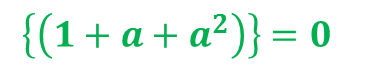 {(1 + a + a²)} = 0